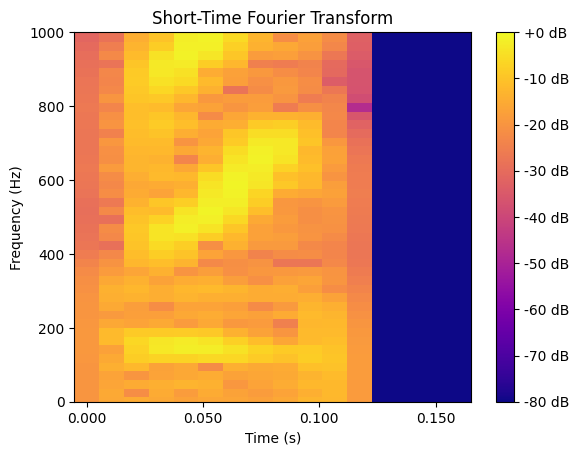 Short-Time Fourier Transform
1000
800
600
400
200
0
Frequency (Hz)
0.000
0.050
0.100
0.150
Time (s)
+0 dB
-10 dB
-20 dB
-30 dB
-40 dB
-50 dB
-60 dB
-70 dB
-80 dB